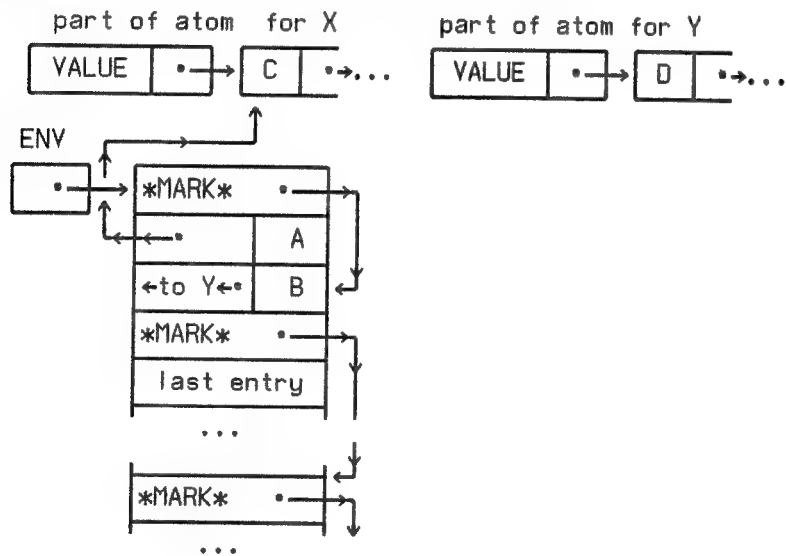 part of atom for X
part of atom for Y
VALUE C ...
VALUE D ...
ENV
*MARK*
A
←to Y← B
*MARK*
last entry
...
*MARK*
...